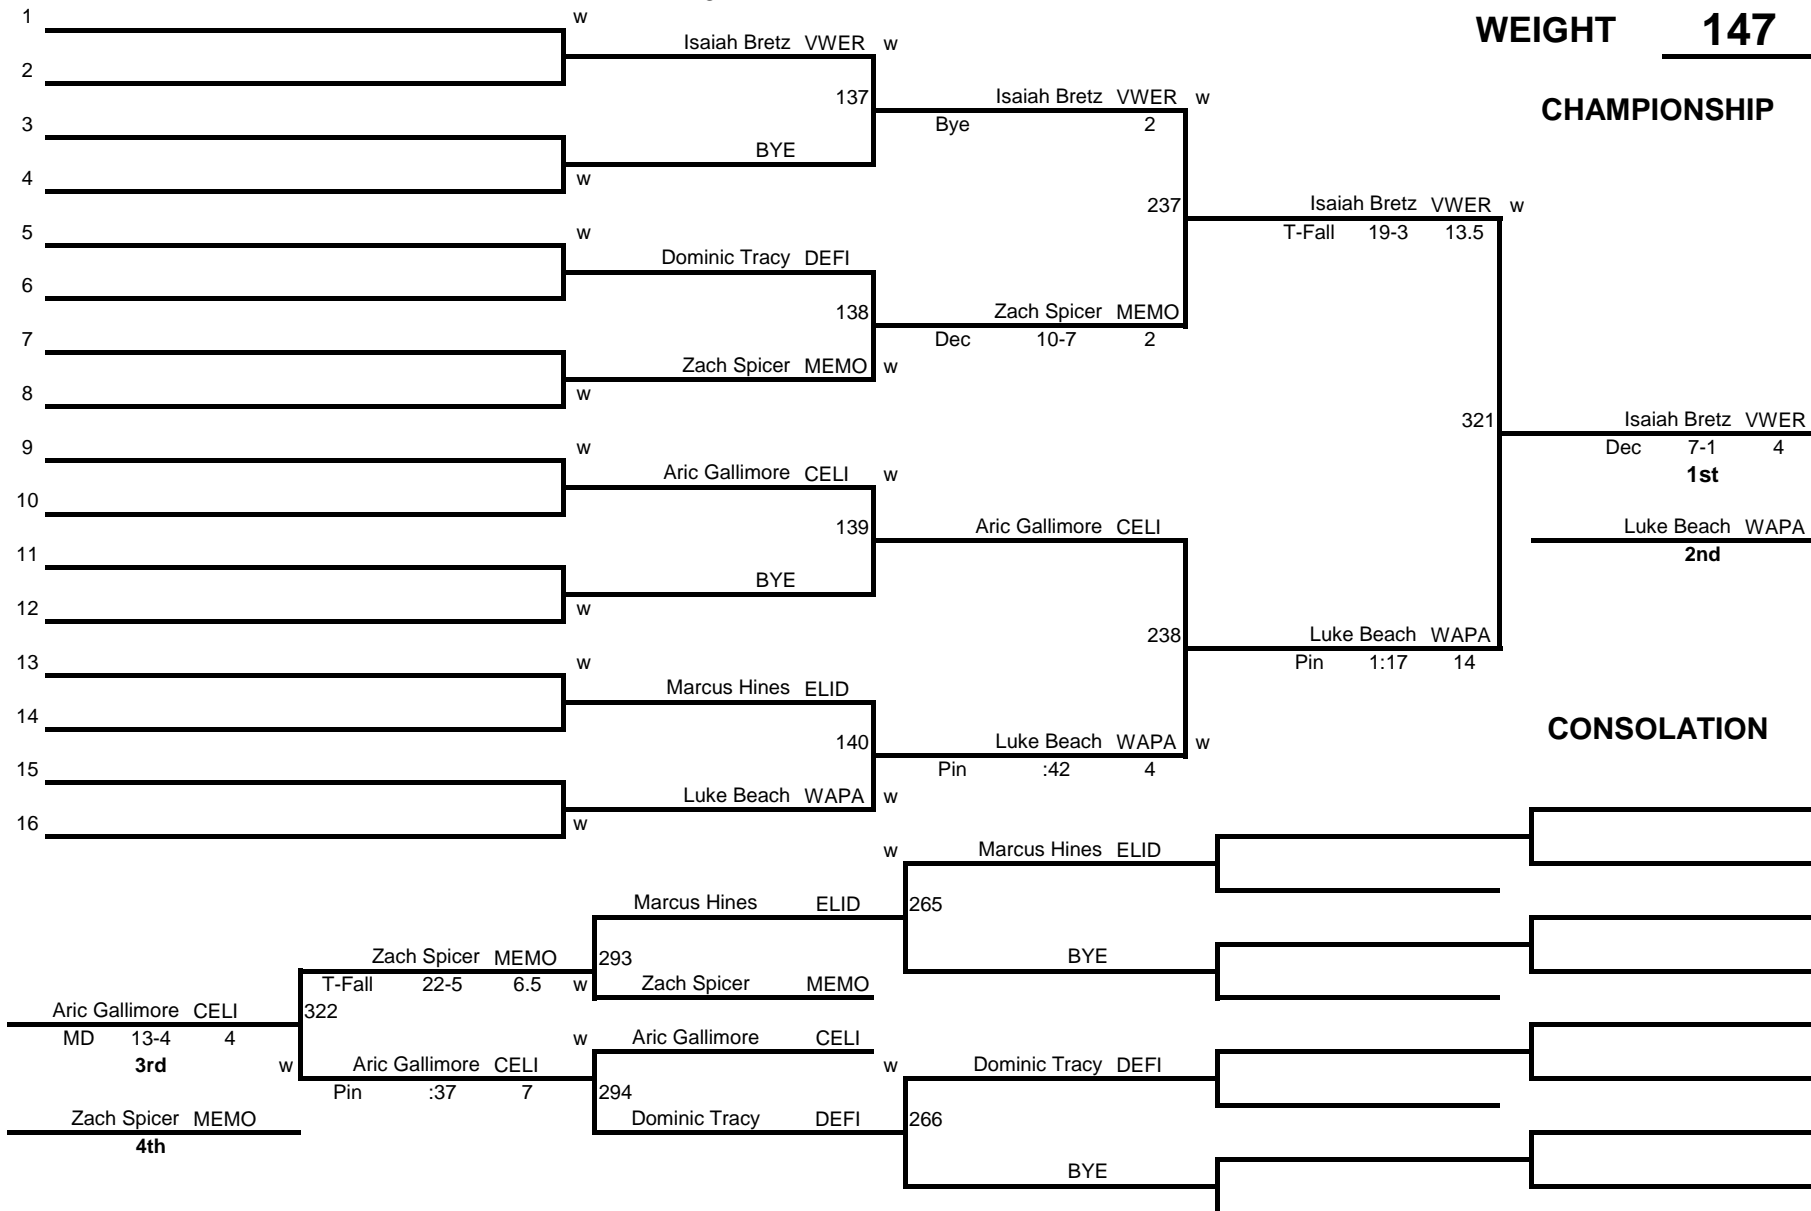 1 w
Isaiah Bretz VWER w
WEIGHT 147
2
137
Isaiah Bretz VWER w
CHAMPIONSHIP
3
Bye 2
BYE
4 w
237
Isaiah Bretz VWER w
5 w
T-Fall 19-3 13.5
Dominic Tracy DEFI
6
138
Zach Spicer MEMO
7
Dec 10-7 2
Zach Spicer MEMO w
8 w
321
Isaiah Bretz VWER
9 w
Dec 7-1 4
Aric Gallimore CELI w
1st
10
139
Aric Gallimore CELI
Luke Beach WAPA
11
2nd
BYE
12 w
238
Luke Beach WAPA
13 w
Pin 1:17 14
Marcus Hines ELID
14
CONSOLATION
140
Luke Beach WAPA w
15
Pin :42 4
Luke Beach WAPA w
16 w
w Marcus Hines ELID
Marcus Hines ELID
265
Zach Spicer MEMO
293
BYE
T-Fall 22-5 6.5 w
Zach Spicer MEMO
Aric Gallimore CELI
322
MD 13-4 4
w Aric Gallimore CELI
3rd w
Aric Gallimore CELI
w Dominic Tracy DEFI
Pin :37 7
294
Zach Spicer MEMO
Dominic Tracy DEFI
266
4th
BYE